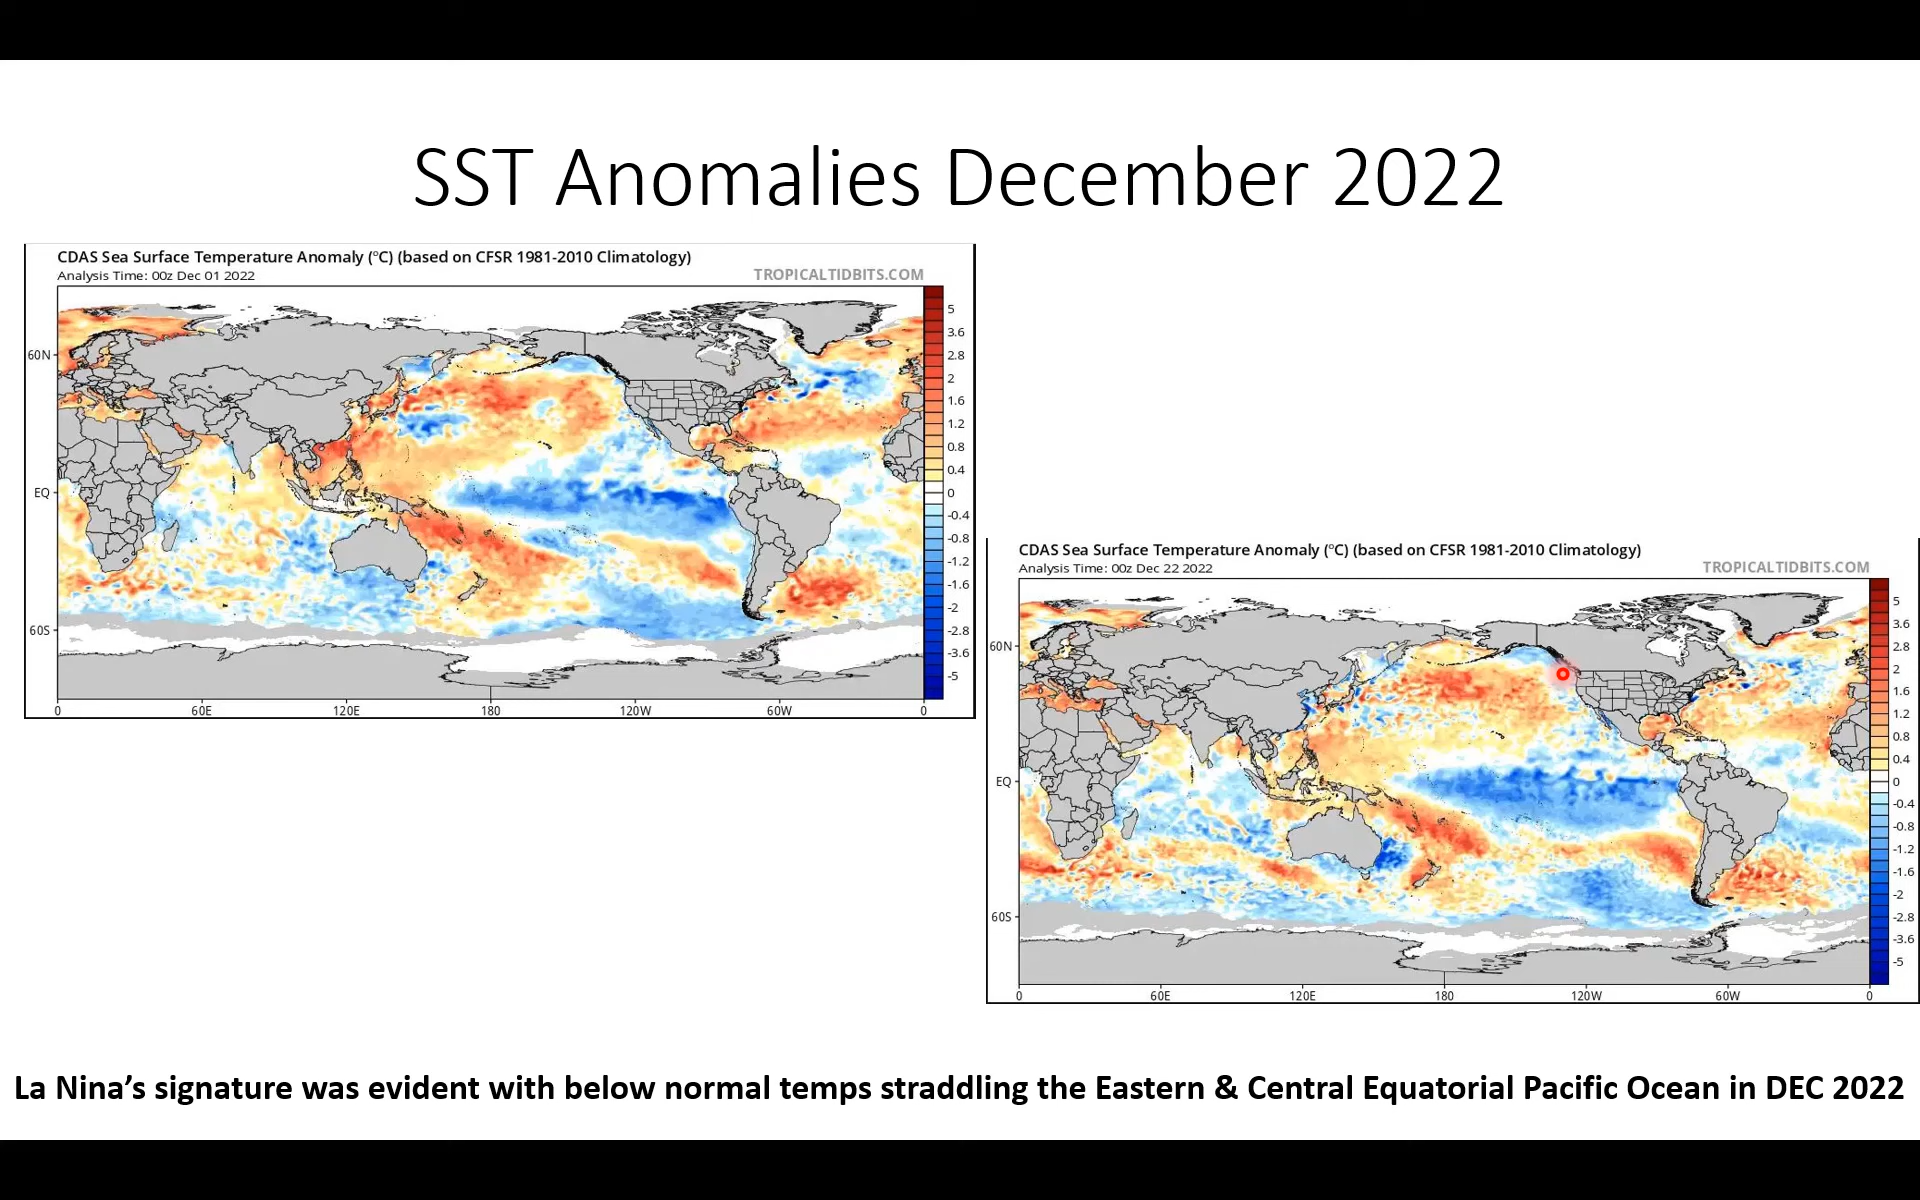 SST Anomalies December 2022
CDAS Sea Surface Temperature Anomaly (°C) (based on CFSR 1981-2010 Climatology)
Analysis Time: 00z Dec 01 2022
TROPICALTIDBITS.COM
60N
EQ
60S
0 60E 120E 180 120W 60W 0
5
3.6
2.8
2
1.6
1.2
0.8
0.4
0
-0.4
-0.8
-1.2
-1.6
-2
-2.8
-3.6
-5
CDAS Sea Surface Temperature Anomaly (°C) (based on CFSR 1981-2010 Climatology)
Analysis Time: 00z Dec 22 2022
TROPICALTIDBITS.COM
60N
EQ
60S
0 60E 120E 180 120W 60W 0
5
3.6
2.8
2
1.6
1.2
0.8
0.4
0
-0.4
-0.8
-1.2
-1.6
-2
-2.8
-3.6
-5
La Nina’s signature was evident with below normal temps straddling the Eastern & Central Equatorial Pacific Ocean in DEC 2022